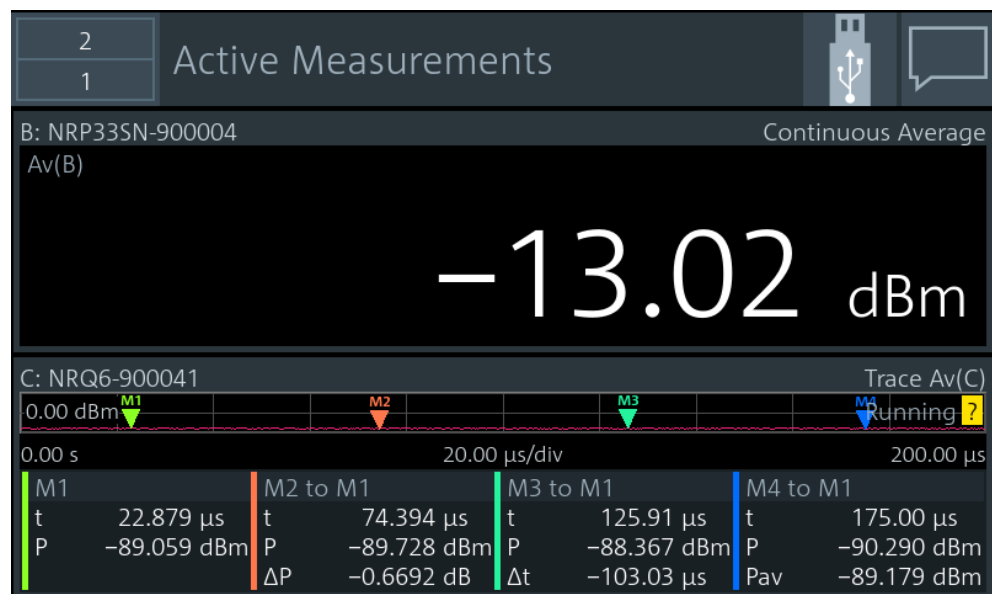 2
1
Active Measurements
B: NRP33SN-900004 Continuous Average
Av(B)
−13.02 dBm
C: NRQ6-900041 Trace Av(C)
0.00 dBm M1 M2 M3 M4 Running ?
0.00 s 20.00 µs/div 200.00 µs
M1 M2 to M1 M3 to M1 M4 to M1
t 22.879 µs t 74.394 µs t 125.91 µs t 175.00 µs
P −89.059 dBm P −89.728 dBm P −88.367 dBm P −90.290 dBm
ΔP −0.6692 dB Δt −103.03 µs Pav −89.179 dBm